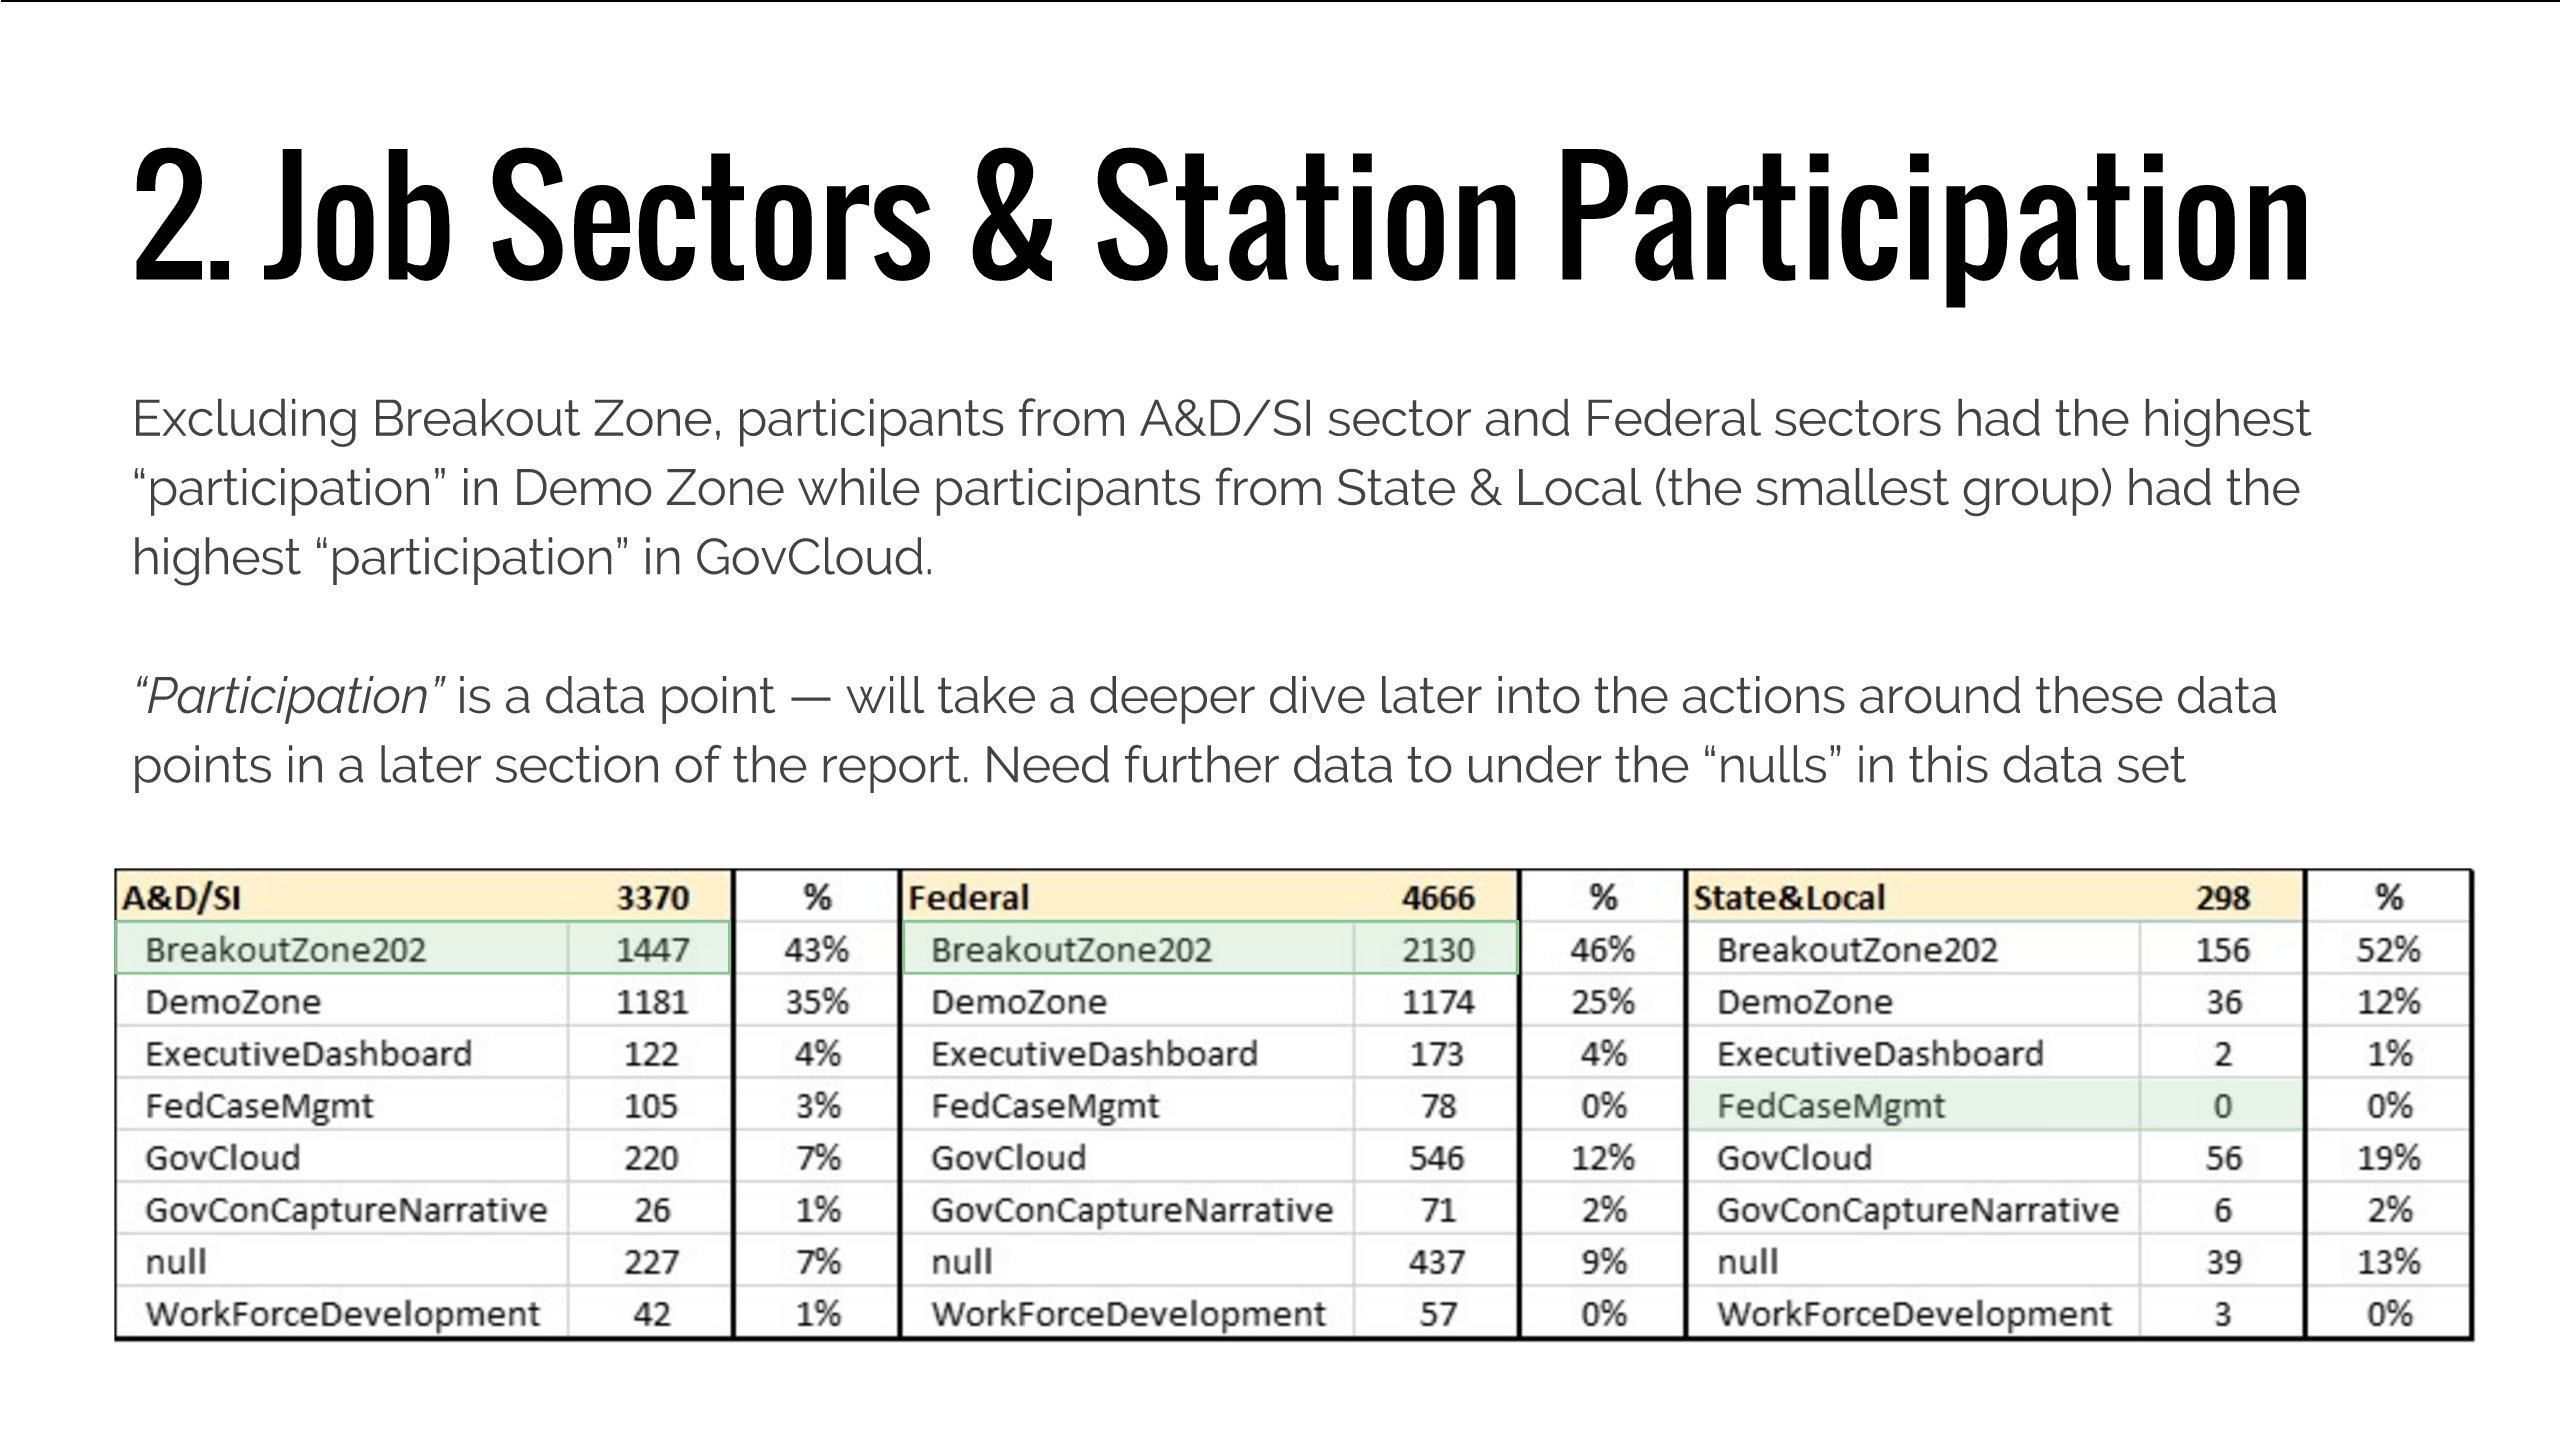 2. Job Sectors & Station Participation
Excluding Breakout Zone, participants from A&D/SI sector and Federal sectors had the highest
“participation” in Demo Zone while participants from State & Local (the smallest group) had the
highest “participation” in GovCloud.
“Participation” is a data point — will take a deeper dive later into the actions around these data
points in a later section of the report. Need further data to under the “nulls” in this data set
A&D/SI 3370 % Federal 4666 % State&Local 298 %
BreakoutZone202 1447 43% BreakoutZone202 2130 46% BreakoutZone202 156 52%
DemoZone 1181 35% DemoZone 1174 25% DemoZone 36 12%
ExecutiveDashboard 122 4% ExecutiveDashboard 173 4% ExecutiveDashboard 2 1%
FedCaseMgmt 105 3% FedCaseMgmt 78 0% FedCaseMgmt 0 0%
GovCloud 220 7% GovCloud 546 12% GovCloud 56 19%
GovConCaptureNarrative 26 1% GovConCaptureNarrative 71 2% GovConCaptureNarrative 6 2%
null 227 7% null 437 9% null 39 13%
WorkForceDevelopment 42 1% WorkForceDevelopment 57 0% WorkForceDevelopment 3 0%